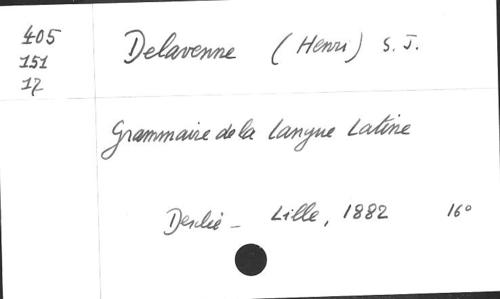 405
151
17
Delavenne (Henri) S. J.
Grammaire de la Langue Latine
Desclée - Lille, 1882 16°